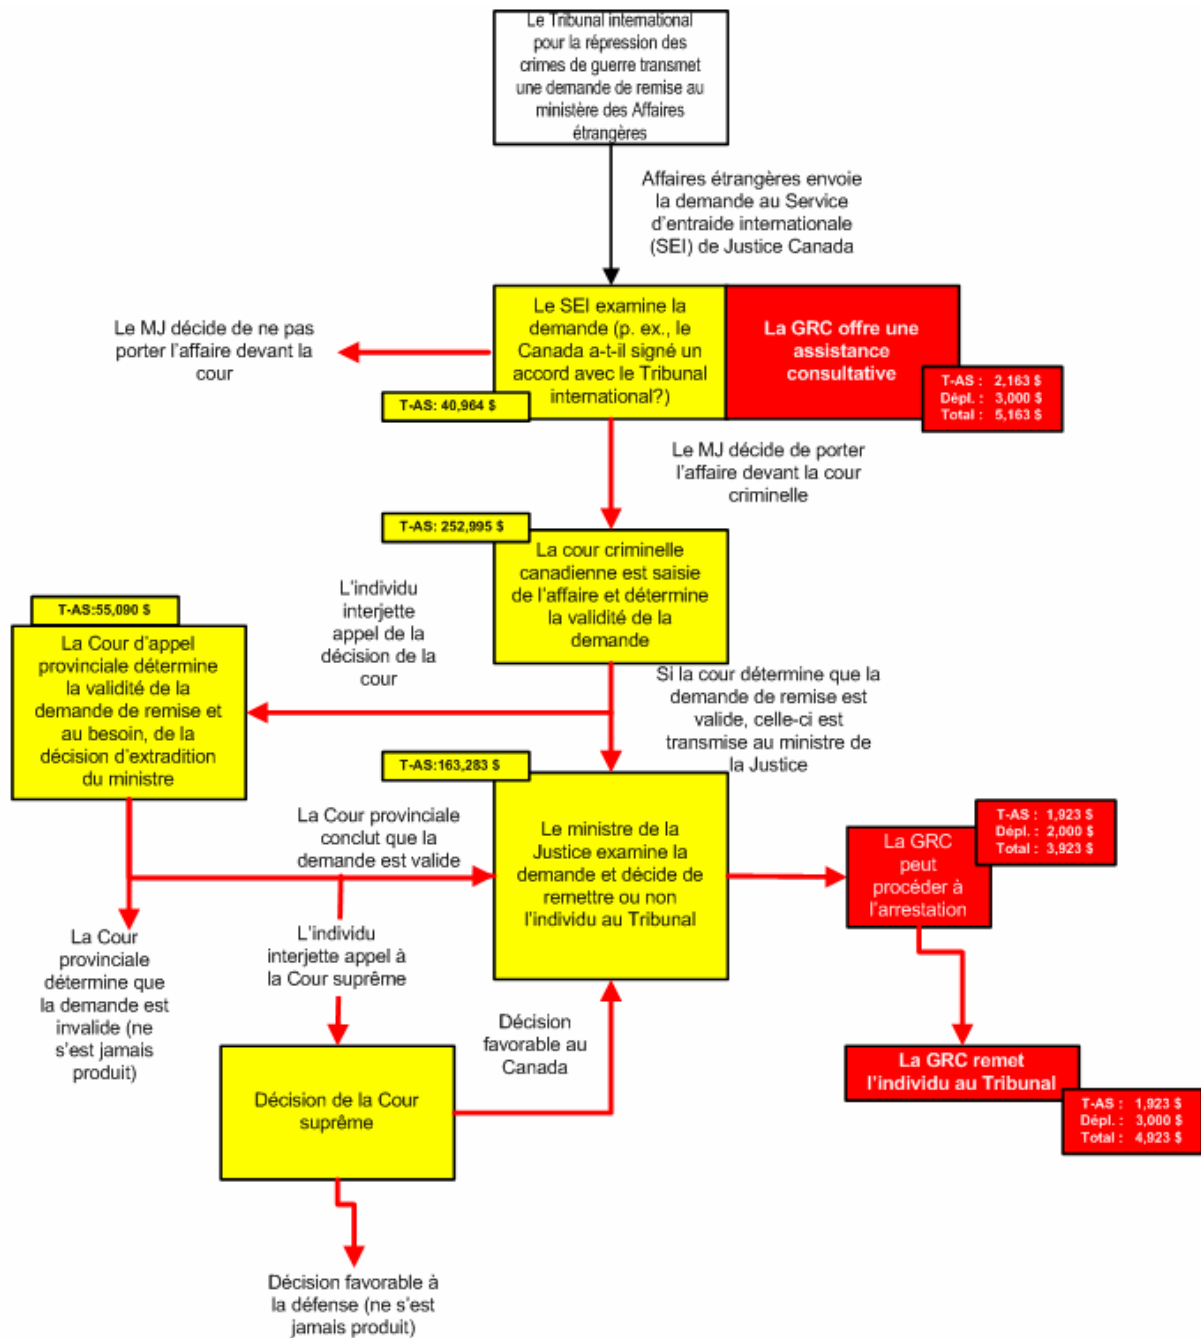 Le Tribunal international
pour la répression des
crimes de guerre transmet
une demande de remise au
ministère des Affaires
étrangères
Affaires étrangères envoie
la demande au Service
d'entraide internationale
(SEI) de Justice Canada
Le MJ décide de ne pas
porter l'affaire devant la
cour
Le SEI examine la
demande (p. ex., le
Canada a-t-il signé un
accord avec le Tribunal
international?)
T-AS: 40,964 $
La GRC offre une
assistance
consultative
T-AS : 2,163 $
Dépl. : 3,000 $
Total : 5,163 $
Le MJ décide de porter
l'affaire devant la cour
criminelle
T-AS: 252,995 $
La cour criminelle
canadienne est saisie
de l'affaire et détermine
la validité de la
demande
L'individu
interjette
appel de la
décision de la
cour
T-AS:55,090 $
La Cour d'appel
provinciale détermine
la validité de la
demande de remise et
au besoin, de la
décision d'extradition
du ministre
Si la cour détermine que la
demande de remise est
valide, celle-ci est
transmise au ministre de
la Justice
T-AS:163,283 $
Le ministre de la
Justice examine la
demande et décide de
remettre ou non
l'individu au Tribunal
La Cour provinciale
conclut que la
demande est valide
T-AS : 1,923 $
Dépl. : 2,000 $
Total : 3,923 $
La GRC
peut
procéder à
l'arrestation
La Cour
provinciale
détermine que
la demande est
invalide (ne
s'est jamais
produit)
L'individu
interjette appel à
la Cour suprême
Décision
favorable au
Canada
Décision de la Cour
suprême
La GRC remet
l'individu au Tribunal
T-AS : 1,923 $
Dépl. : 3,000 $
Total : 4,923 $
Décision favorable à
la défense (ne s'est
jamais produit)